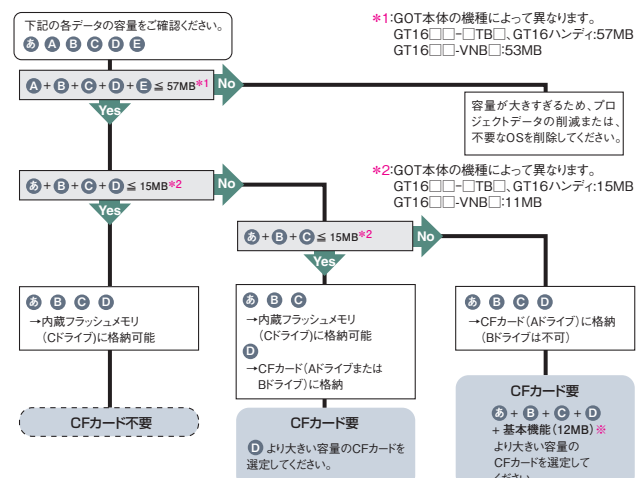 下記の各データの容量をご確認ください。
あ A B C D E
*1:GOT本体の機種によって異なります。
GT16□□-□TB□、GT16ハンディ:57MB
GT16□□-VNB□:53MB
A + B + C + D + E ≦ 57MB*1
No
Yes
容量が大きすぎるため、プロ
ジェクトデータの削減または、
不要なOSを削除してください。
*2:GOT本体の機種によって異なります。
GT16□□-□TB□、GT16ハンディ:15MB
GT16□□-VNB□:11MB
あ + B + C + D ≦ 15MB*2
No
Yes
あ + B + C ≦ 15MB*2
No
Yes
あ B C D
→内蔵フラッシュメモリ
(Cドライブ)に格納可能
あ B C
→内蔵フラッシュメモリ
(Cドライブ)に格納可能
D
→CFカード(Aドライブまたは
Bドライブ)に格納
あ B C D
→CFカード(Aドライブ)に格納
(Bドライブは不可)
CFカード不要
CFカード要
D より大きい容量のCFカードを
選定してください。
CFカード要
あ + B + C + D
+ 基本機能(12MB)※
より大きい容量の
CFカードを選定して
ください